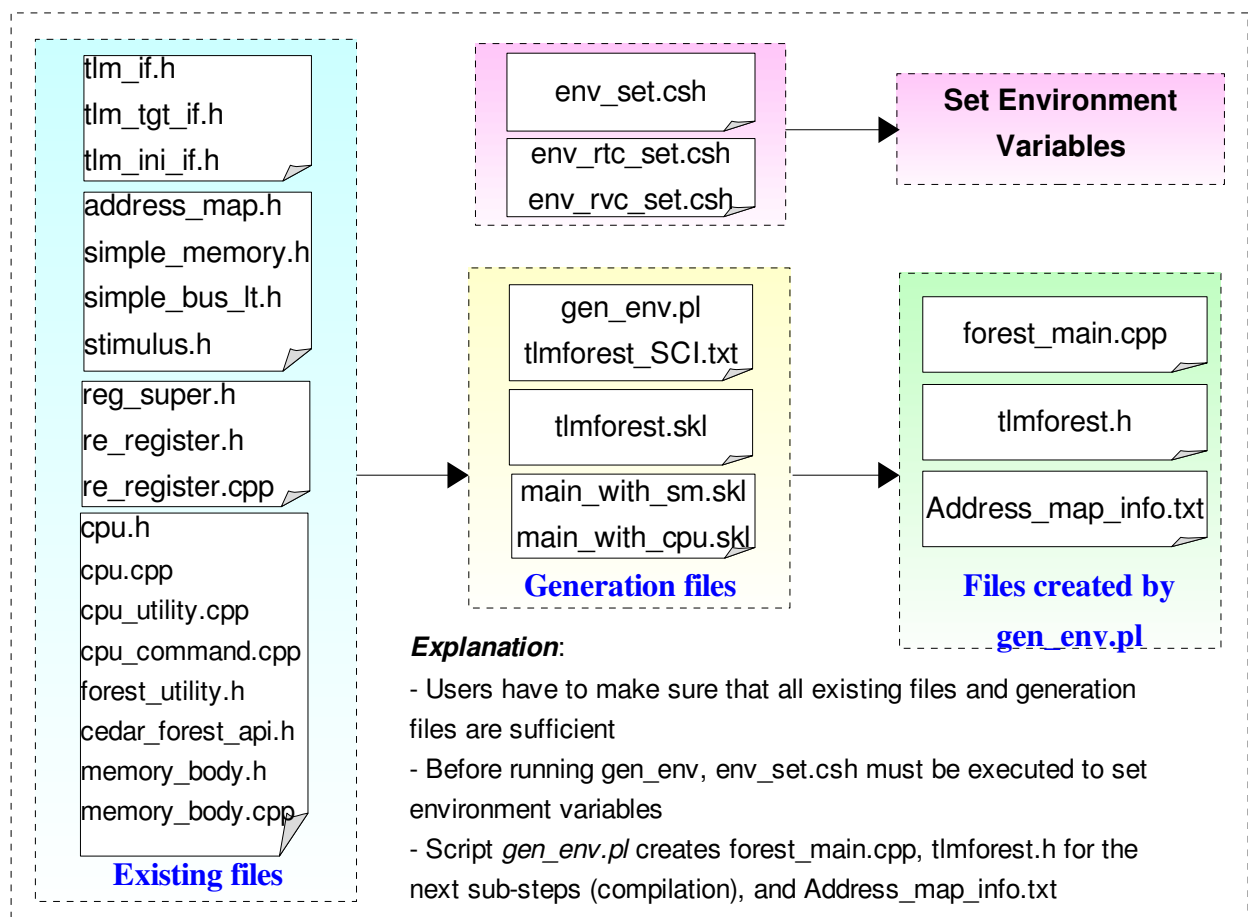 tlm_if.h
tlm_tgt_if.h
tlm_ini_if.h
address_map.h
simple_memory.h
simple_bus_lt.h
stimulus.h
reg_super.h
re_register.h
re_register.cpp
cpu.h
cpu.cpp
cpu_utility.cpp
cpu_command.cpp
forest_utility.h
cedar_forest_api.h
memory_body.h
memory_body.cpp
Existing files
env_set.csh
env_rtc_set.csh
env_rvc_set.csh
Set Environment
Variables
gen_env.pl
tlmforest_SCI.txt
tlmforest.skl
main_with_sm.skl
main_with_cpu.skl
Generation files
forest_main.cpp
tlmforest.h
Address_map_info.txt
Files created by
gen_env.pl
Explanation:
- Users have to make sure that all existing files and generation
files are sufficient
- Before running gen_env, env_set.csh must be executed to set
environment variables
- Script gen_env.pl creates forest_main.cpp, tlmforest.h for the
next sub-steps (compilation), and Address_map_info.txt